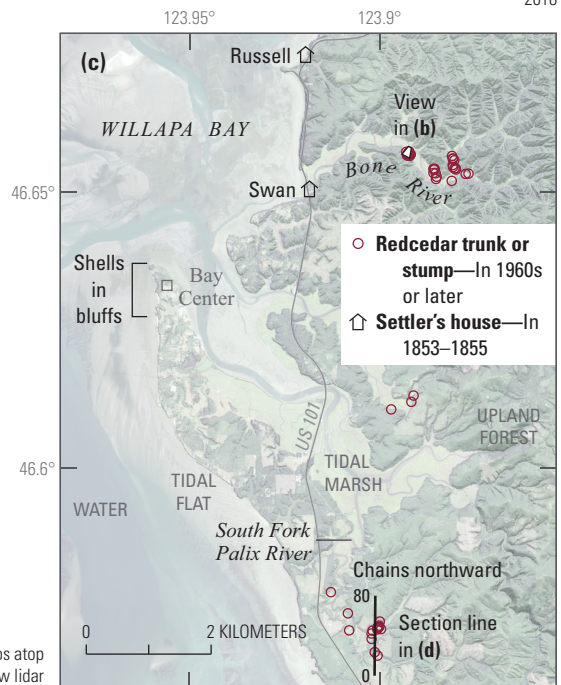 2018
123.95°
123.9°
(c)
Russell
WILLAPA BAY
View
in (b)
Bone River
46.65°
Swan
Redcedar trunk or
stump—In 1960s
or later
Settler's house—In
1853–1855
Shells
in
bluffs
Bay
Center
US 101
UPLAND
FOREST
46.6°
TIDAL
FLAT
TIDAL
MARSH
WATER
South Fork
Palix River
Chains northward
80
0
2 KILOMETERS
Section line
in (d)
0
os atop
w lidar